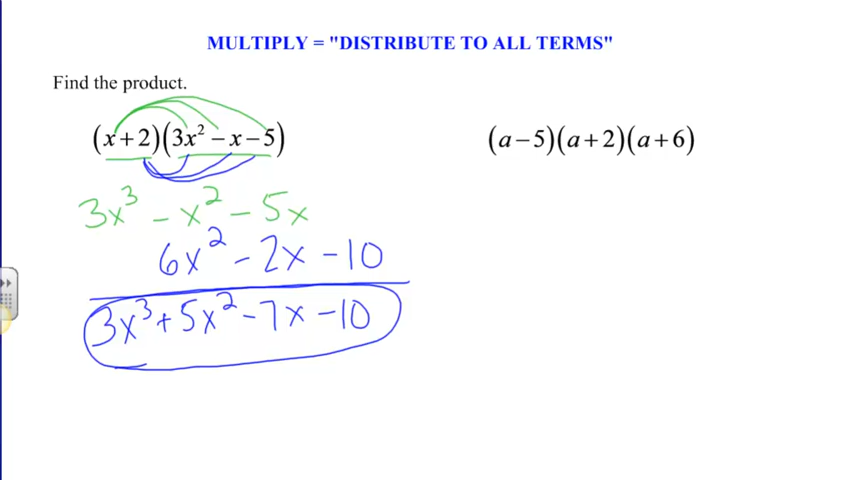 MULTIPLY = "DISTRIBUTE TO ALL TERMS"
Find the product.
(x+2)(3x²-x-5)
3x³-x²-5x
6x²-2x-10
3x³+5x²-7x-10
(a-5)(a+2)(a+6)